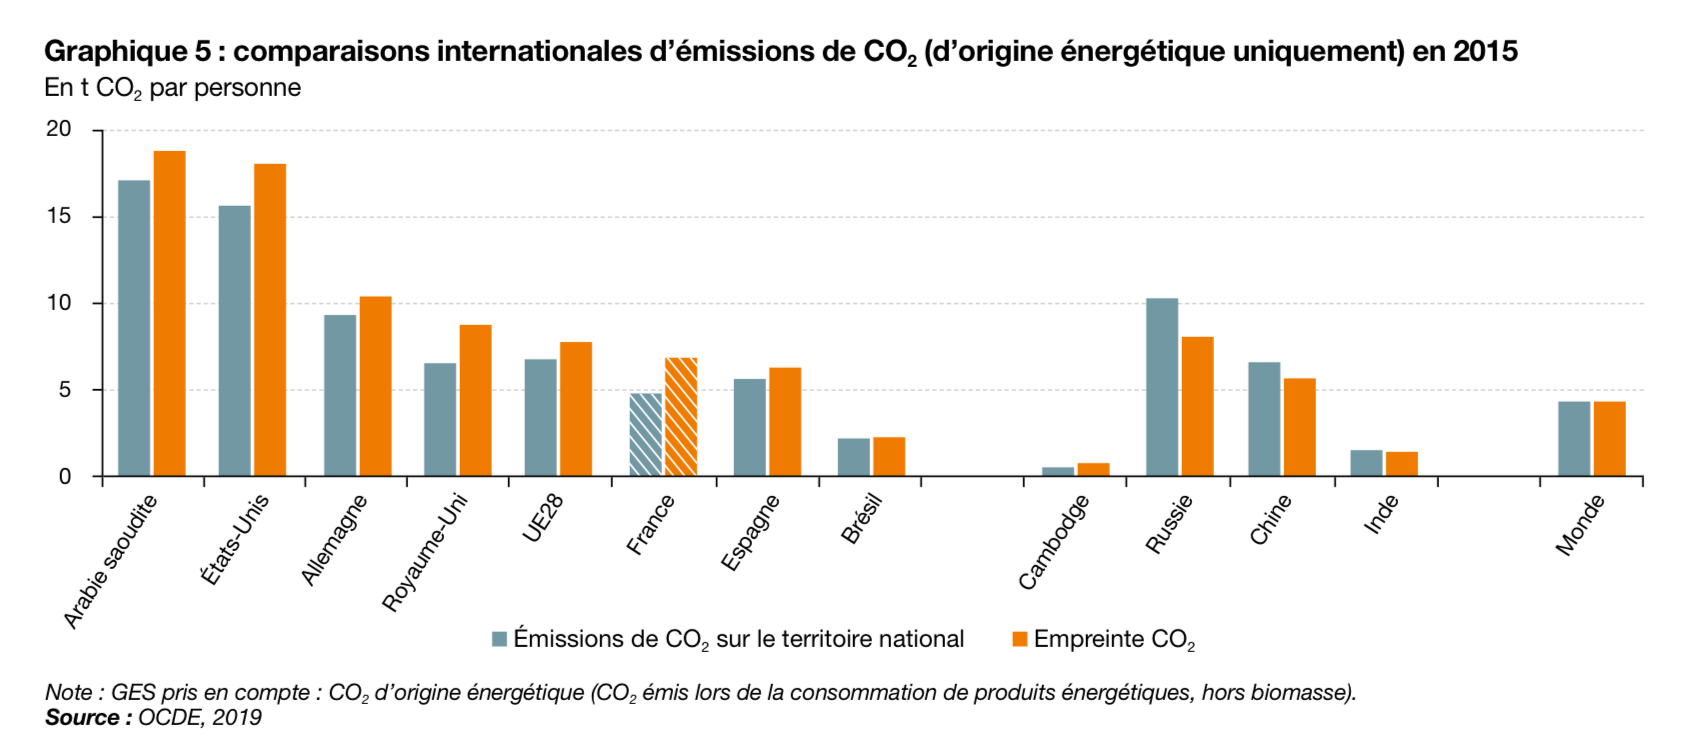 Graphique 5 : comparaisons internationales d’émissions de CO₂ (d’origine énergétique uniquement) en 2015
En t CO₂ par personne
20
15
10
5
0
Arabie saoudite
États-Unis
Allemagne
Royaume-Uni
UE28
France
Espagne
Brésil
Cambodge
Russie
Chine
Inde
Monde
Émissions de CO₂ sur le territoire national
Empreinte CO₂
Note : GES pris en compte : CO₂ d’origine énergétique (CO₂ émis lors de la consommation de produits énergétiques, hors biomasse).
Source : OCDE, 2019